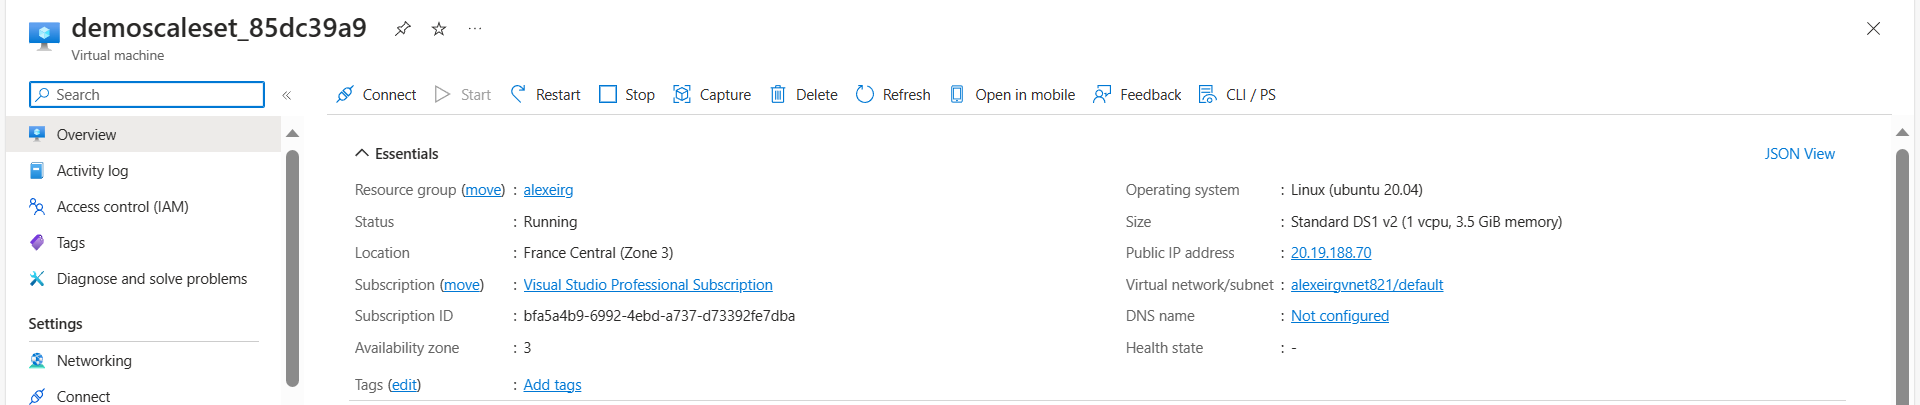 demoscaleset_85dc39a9
Virtual machine
Search
Connect Start Restart Stop Capture Delete Refresh Open in mobile Feedback CLI / PS
Overview
Activity log
Access control (IAM)
Tags
Diagnose and solve problems
Settings
Networking
Connect
Essentials
JSON View
Resource group (move) : alexeirg
Status : Running
Location : France Central (Zone 3)
Subscription (move) : Visual Studio Professional Subscription
Subscription ID : bfa5a4b9-6992-4ebd-a737-d73392fe7dba
Availability zone : 3
Tags (edit) : Add tags
Operating system : Linux (ubuntu 20.04)
Size : Standard DS1 v2 (1 vcpu, 3.5 GiB memory)
Public IP address : 20.19.188.70
Virtual network/subnet : alexeirgvnet821/default
DNS name : Not configured
Health state : -